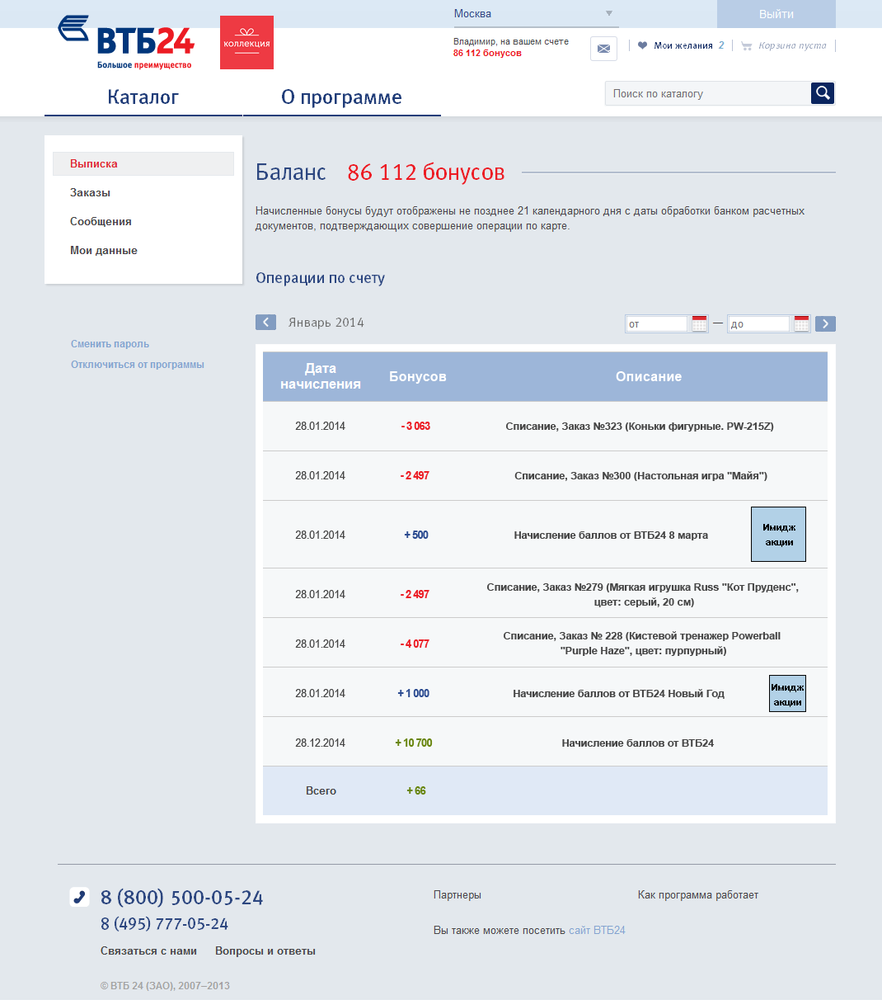 Москва
Выйти
ВТБ24
Большое преимущество
коллекция
Владимир, на вашем счете
86 112 бонусов
Мои желания 2
Корзина пуста
Каталог
О программе
Поиск по каталогу
Выписка
Заказы
Сообщения
Мои данные
Сменить пароль
Отключиться от программы
Баланс 86 112 бонусов
Начисленные бонусы будут отображены не позднее 21 календарного дня с даты обработки банком расчетных
документов, подтверждающих совершение операции по карте.
Операции по счету
Январь 2014
от — до
Дата
начисления
Бонусов
Описание
28.01.2014 - 3 063 Списание, Заказ №323 (Коньки фигурные. PW-215Z)
28.01.2014 - 2 497 Списание, Заказ №300 (Настольная игра "Майя")
28.01.2014 + 500 Начисление баллов от ВТБ24 8 марта
Имидж
акции
28.01.2014 - 2 497 Списание, Заказ №279 (Мягкая игрушка Russ "Кот Пруденс",
цвет: серый, 20 см)
28.01.2014 - 4 077 Списание, Заказ № 228 (Кистевой тренажер Powerball
"Purple Haze", цвет: пурпурный)
28.01.2014 + 1 000 Начисление баллов от ВТБ24 Новый Год
Имидж
акции
28.12.2014 + 10 700 Начисление баллов от ВТБ24
Всего + 66
8 (800) 500-05-24
8 (495) 777-05-24
Связаться с нами Вопросы и ответы
© ВТБ 24 (ЗАО), 2007–2013
Партнеры
Как программа работает
Вы также можете посетить сайт ВТБ24